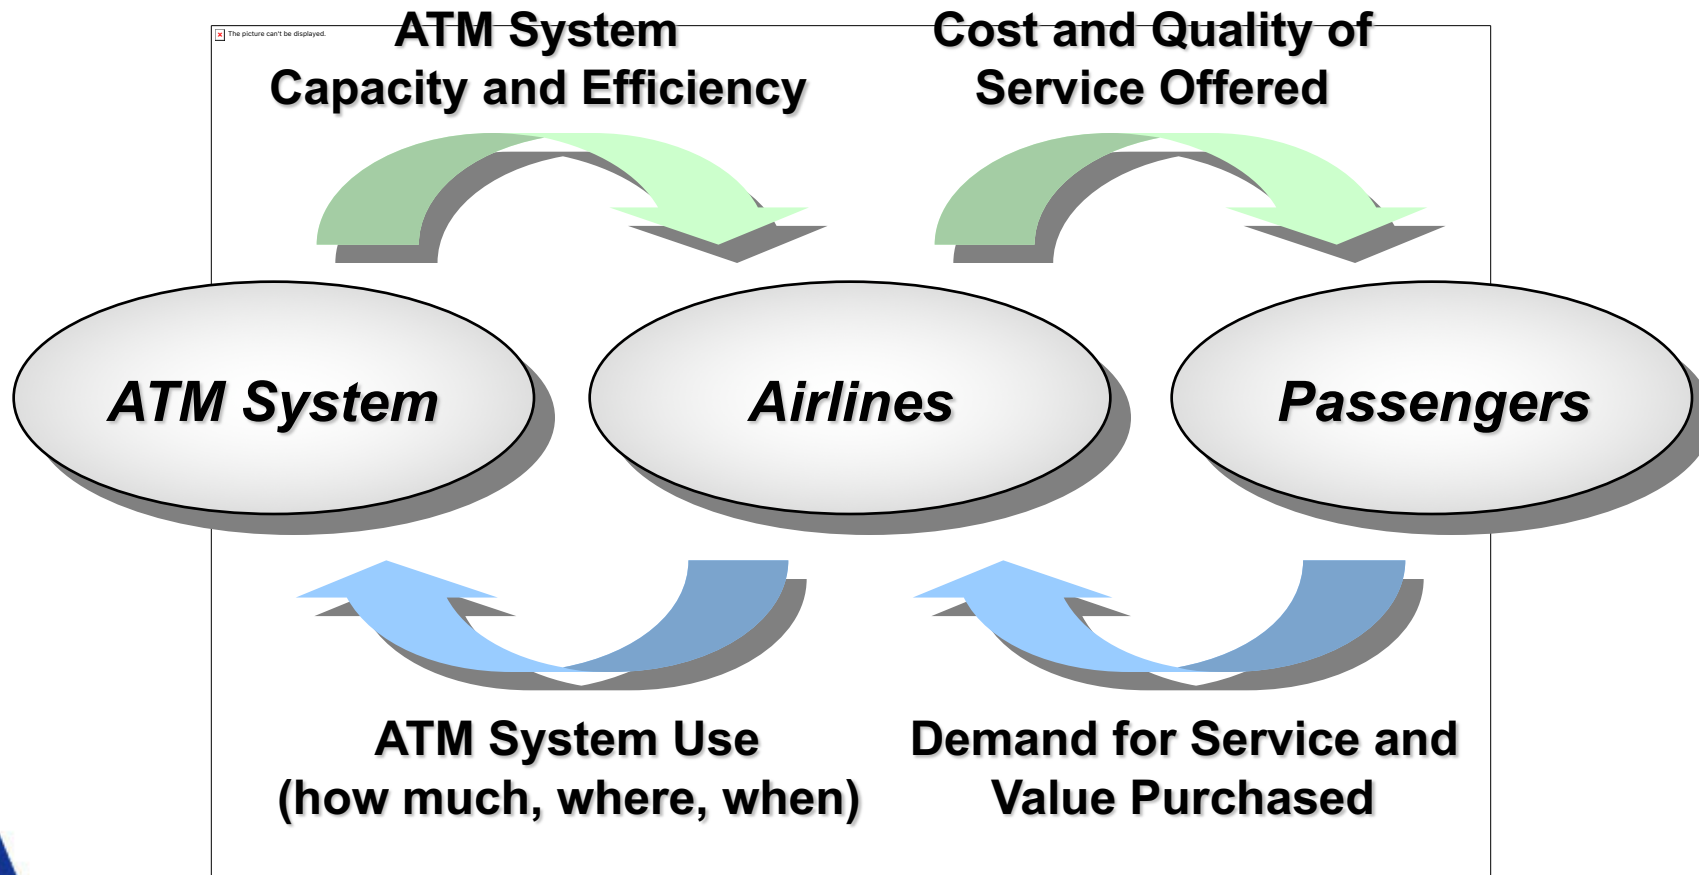 The picture can't be displayed.
ATM System
Capacity and Efficiency
Cost and Quality of
Service Offered
ATM System
Airlines
Passengers
ATM System Use
(how much, where, when)
Demand for Service and
Value Purchased